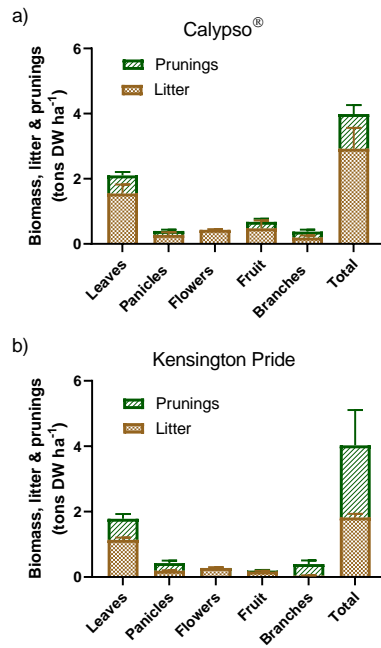 a)
Calypso®
Biomass, litter & prunings
(tons DW ha⁻¹)
6
4
2
0
Prunings
Litter
Leaves
Panicles
Flowers
Fruit
Branches
Total
b)
Kensington Pride
Biomass, litter & prunings
(tons DW ha⁻¹)
6
4
2
0
Prunings
Litter
Leaves
Panicles
Flowers
Fruit
Branches
Total